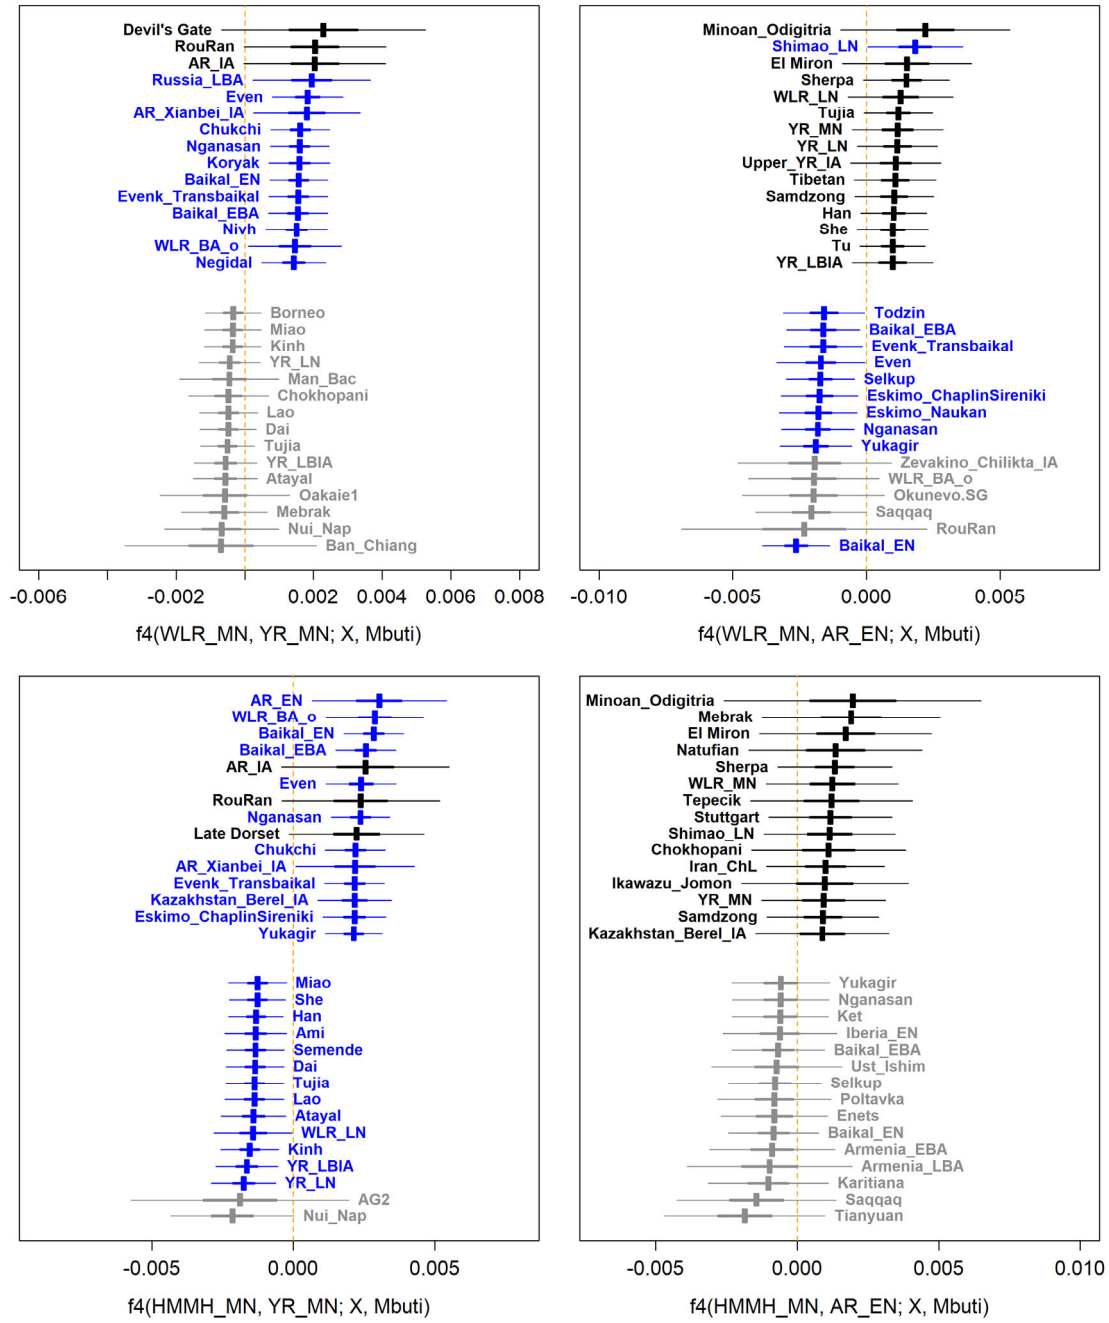 Devil's Gate
RouRan
AR_IA
Russia_LBA
Even
AR_Xianbei_IA
Chukchi
Nganasan
Koryak
Baikal_EN
Evenk_Transbaikal
Baikal_EBA
Nivh
WLR_BA_o
Negidal
Borneo
Miao
Kinh
YR_LN
Man_Bac
Chokhopani
Lao
Dai
Tujia
YR_LBIA
Atayal
Oakaie1
Mebrak
Nui_Nap
Ban_Chiang
-0.006 -0.002 0.002 0.004 0.006 0.008
f4(WLR_MN, YR_MN; X, Mbuti)
Minoan_Odigitria
Shimao_LN
El Miron
Sherpa
WLR_LN
Tujia
YR_MN
YR_LN
Upper_YR_IA
Tibetan
Samdzong
Han
She
Tu
YR_LBIA
Todzin
Baikal_EBA
Evenk_Transbaikal
Even
Selkup
Eskimo_ChaplinSireniki
Eskimo_Naukan
Nganasan
Yukagir
Zevakino_Chilikta_IA
WLR_BA_o
Okunevo.SG
Saqqaq
RouRan
Baikal_EN
-0.010 -0.005 0.000 0.005
f4(WLR_MN, AR_EN; X, Mbuti)
AR_EN
WLR_BA_o
Baikal_EN
Baikal_EBA
AR_IA
Even
RouRan
Nganasan
Late Dorset
Chukchi
AR_Xianbei_IA
Evenk_Transbaikal
Kazakhstan_Berel_IA
Eskimo_ChaplinSireniki
Yukagir
Miao
She
Han
Ami
Semende
Dai
Tujia
Lao
Atayal
WLR_LN
Kinh
YR_LBIA
YR_LN
AG2
Nui_Nap
-0.005 0.000 0.005
f4(HMMH_MN, YR_MN; X, Mbuti)
Minoan_Odigitria
Mebrak
El Miron
Natufian
Sherpa
WLR_MN
Tepecik
Stuttgart
Shimao_LN
Chokhopani
Iran_ChL
Ikawazu_Jomon
YR_MN
Samdzong
Kazakhstan_Berel_IA
Yukagir
Nganasan
Ket
Iberia_EN
Baikal_EBA
Ust_Ishim
Selkup
Poltavka
Enets
Baikal_EN
Armenia_EBA
Armenia_LBA
Karitiana
Saqqaq
Tianyuan
-0.005 0.000 0.005 0.010
f4(HMMH_MN, AR_EN; X, Mbuti)